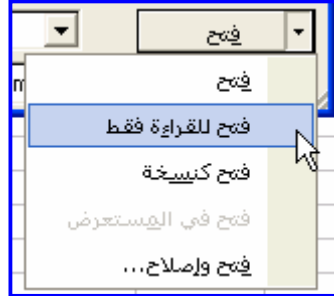 فتح
فتح
فتح للقراءة فقط
فتح كنسخة
فتح في المستعرض
فتح وإصلاح...